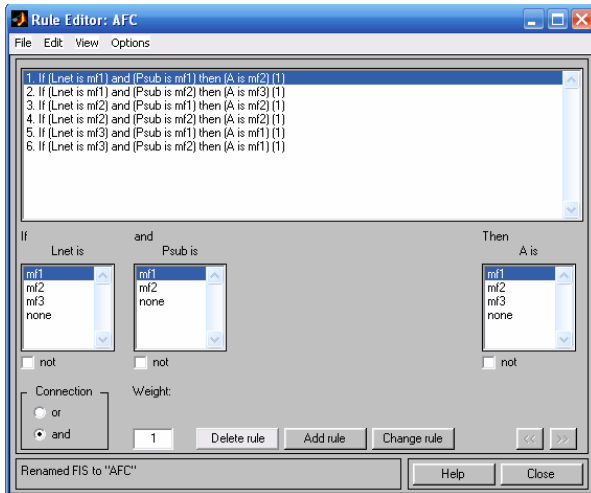 Rule Editor: AFC
File Edit View Options
1. If (Lnet is mf1) and (Psub is mf1) then (A is mf2) (1)
2. If (Lnet is mf1) and (Psub is mf2) then (A is mf3) (1)
3. If (Lnet is mf2) and (Psub is mf1) then (A is mf2) (1)
4. If (Lnet is mf2) and (Psub is mf2) then (A is mf2) (1)
5. If (Lnet is mf3) and (Psub is mf1) then (A is mf1) (1)
6. If (Lnet is mf3) and (Psub is mf2) then (A is mf1) (1)
If and Then
Lnet is Psub is A is
mf1 mf1 mf1
mf2 mf2 mf2
mf3 none mf3
none none
not not not
Connection Weight:
or
and 1 Delete rule Add rule Change rule << >>
Renamed FIS to "AFC" Help Close